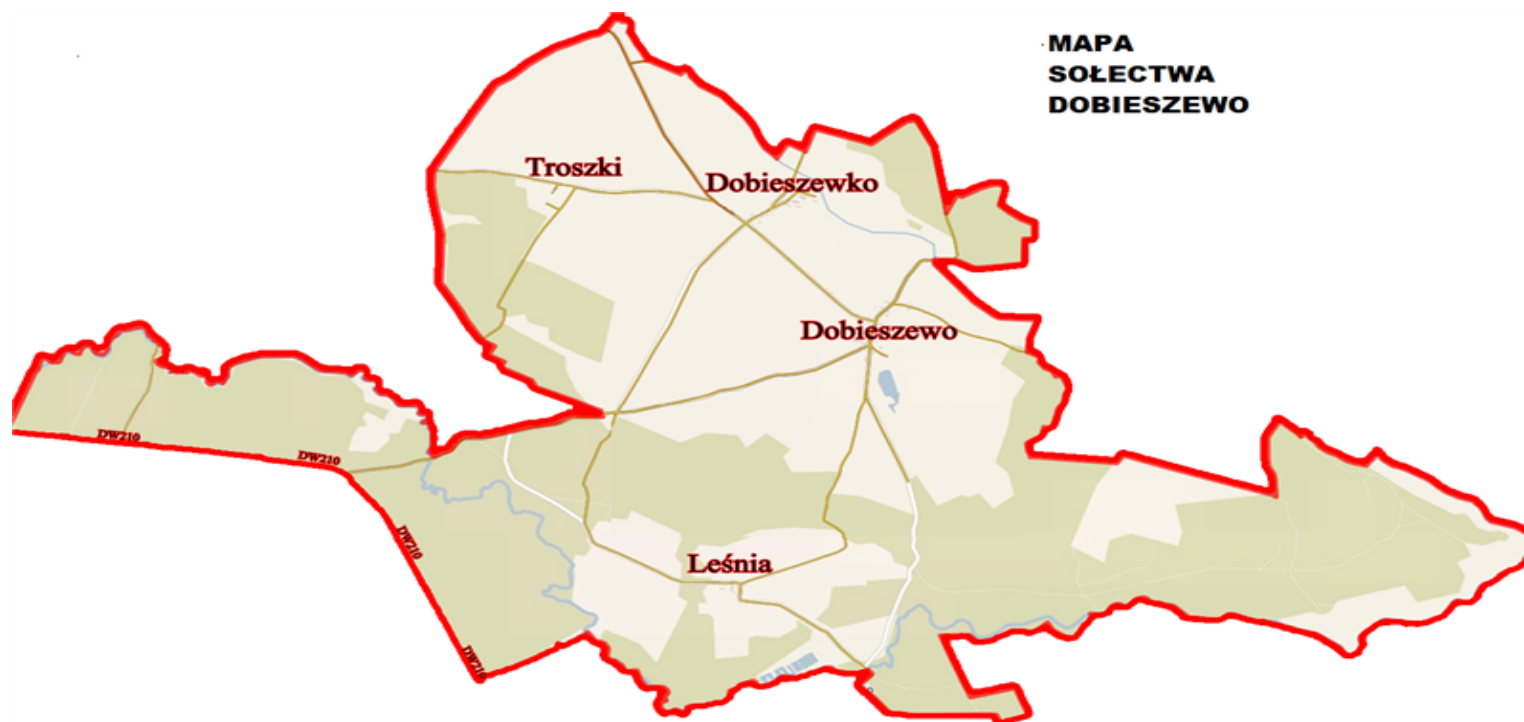 MAPA
SOŁECTWA
DOBIESZEWO
Troszki
Dobieszewko
Dobieszewo
DW210
DW210
DW210
Leśnia
DW210